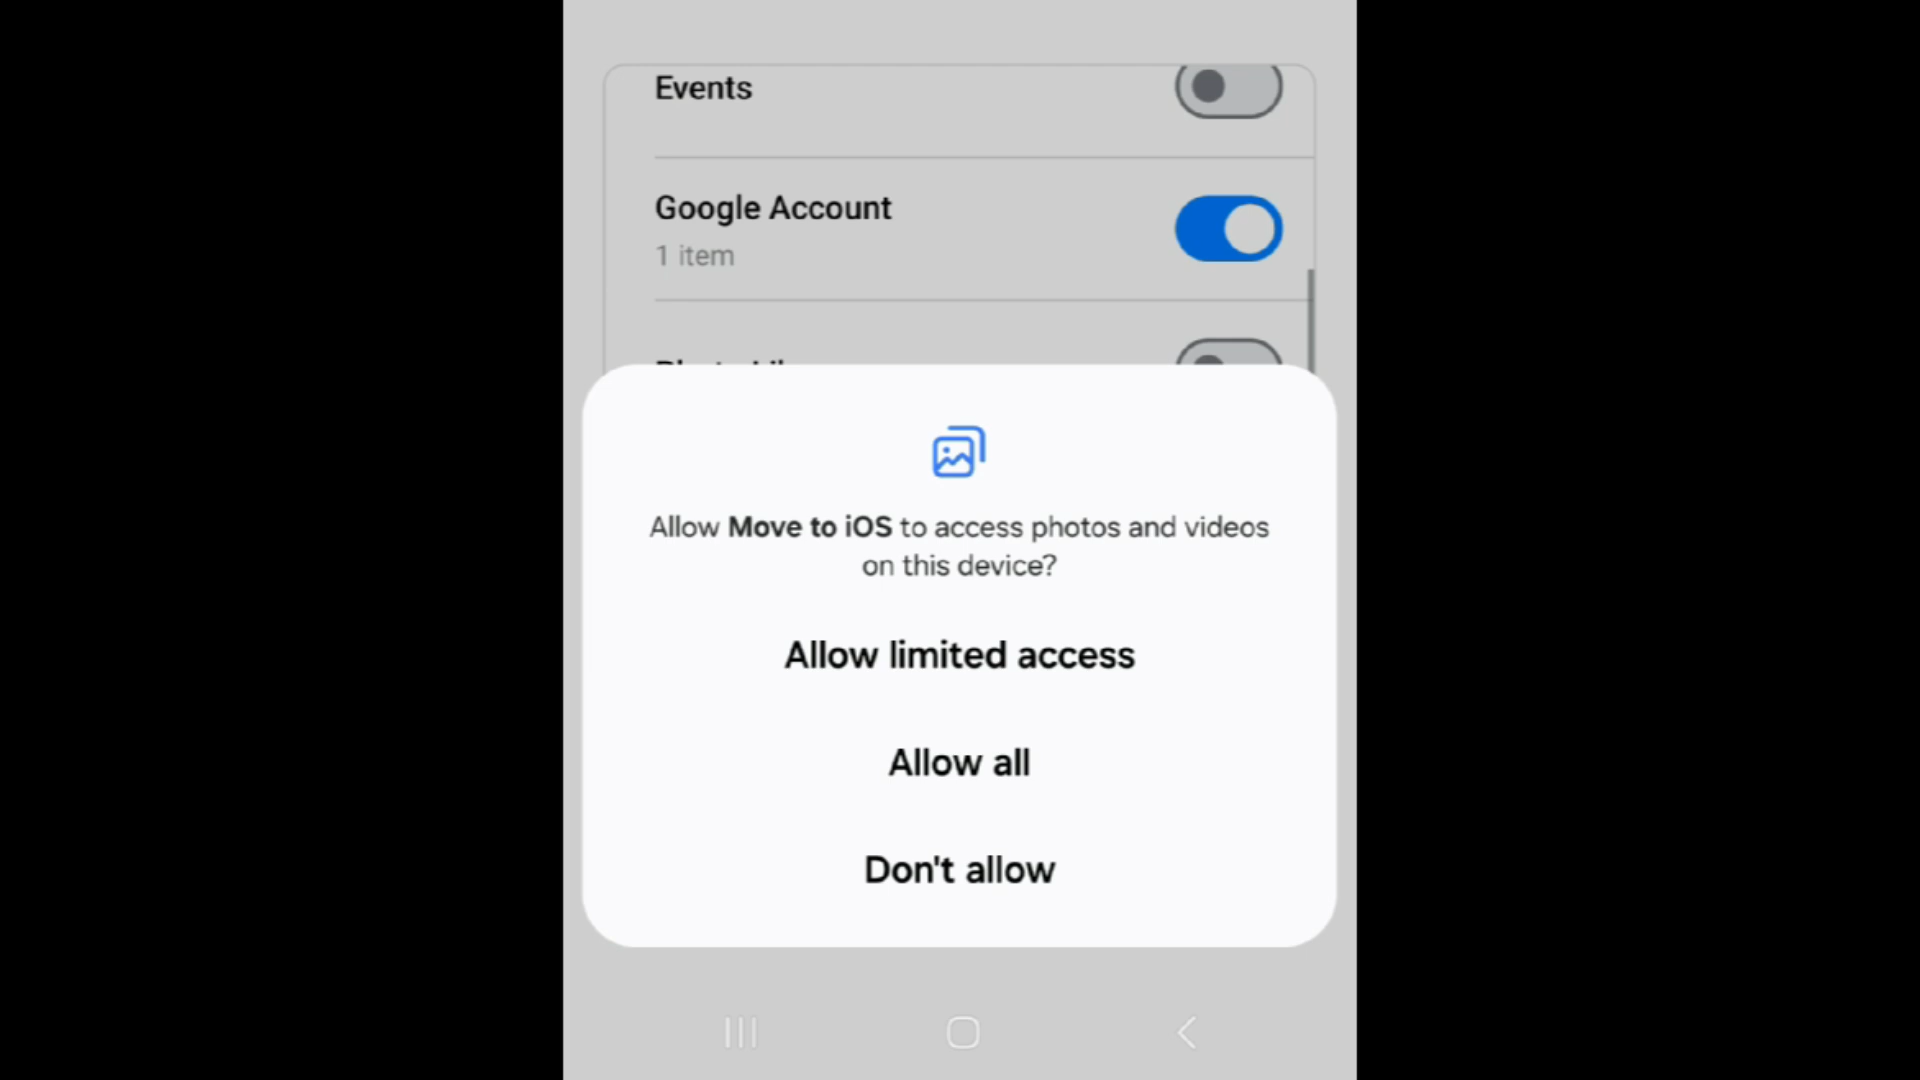 Events
Google Account
1 item
Allow Move to iOS to access photos and videos
on this device?
Allow limited access
Allow all
Don't allow